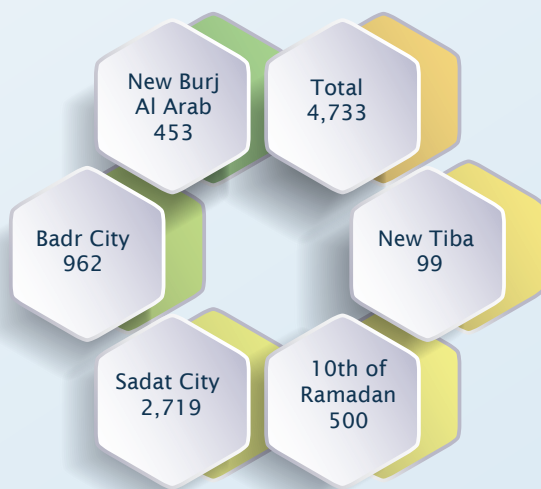 New Burj
Al Arab
453
Total
4,733
Badr City
962
New Tiba
99
Sadat City
2,719
10th of
Ramadan
500